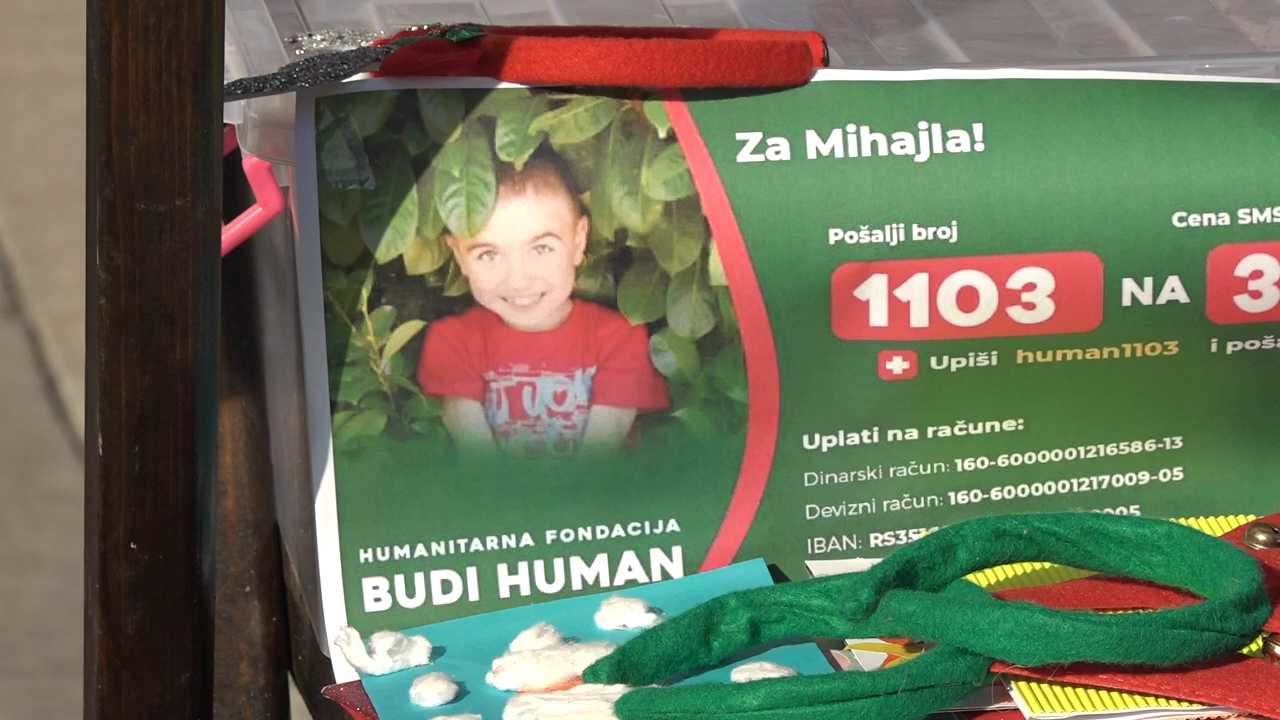 Za Mihajla!
Pošalji broj
Cena SMS
1103 NA 3
Upiši human1103 i
Uplati na račune:
Dinarski račun: 160-6000001216586-13
Devizni račun: 160-6000001217009-05
IBAN:
HUMANITARNA FONDACIJA
BUDI HUMAN